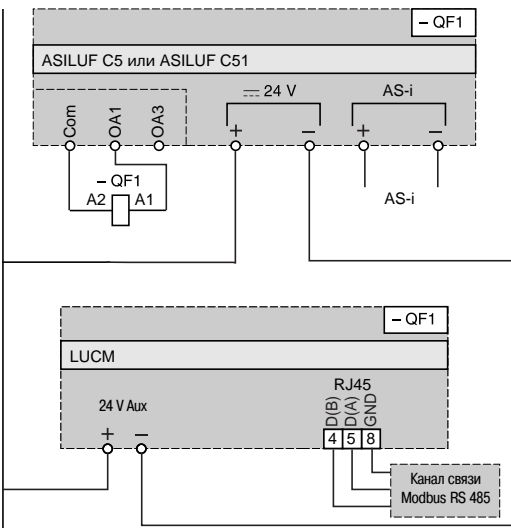 – QF1
ASILUF C5 или ASILUF C51
24 V
AS-i
Com
OA1
OA3
+
–
+
–
– QF1
A2
A1
AS-i
– QF1
LUCM
RJ45
24 V Aux
D(B)
D(A)
GND
+
–
4 5 8
Канал связи
Modbus RS 485